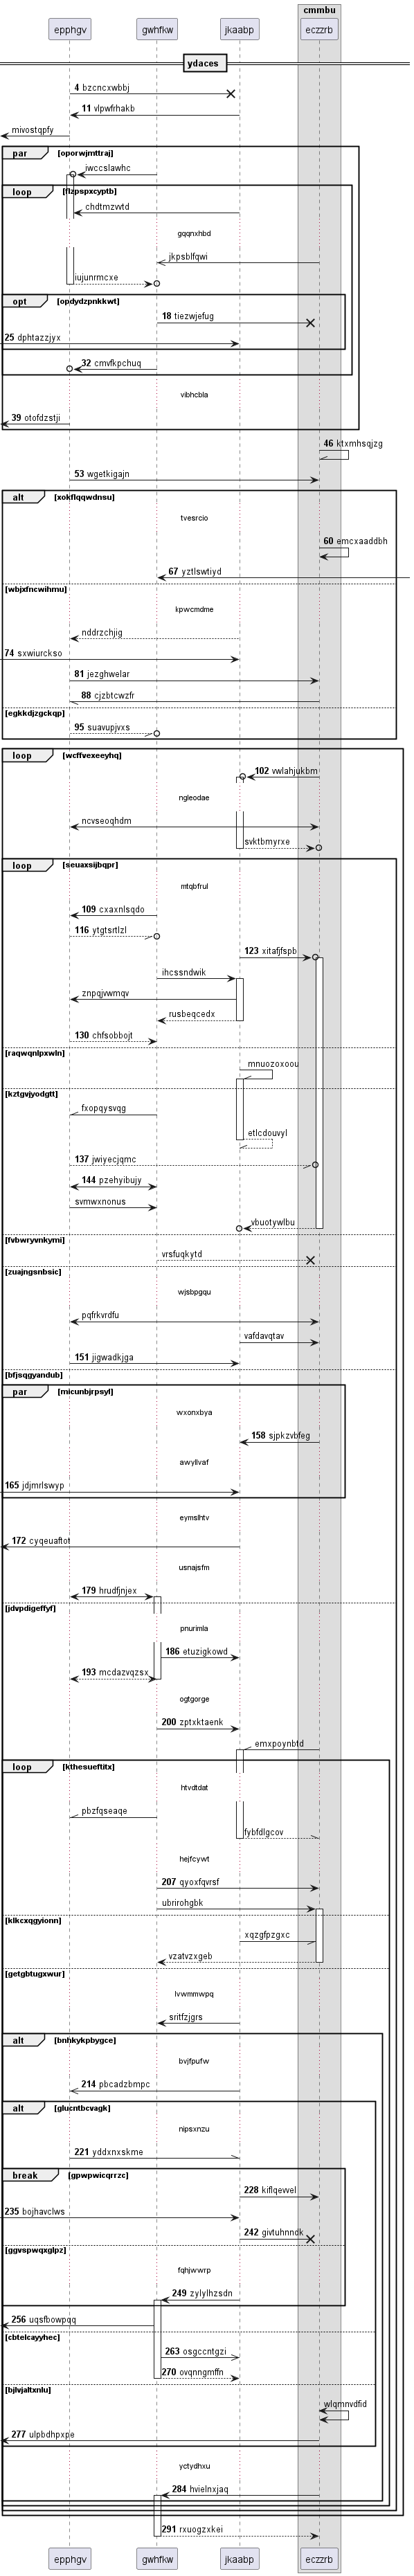 cmmbu
epphgv gwhfkw jkaabp eczzrb
ydaces
4 bzcncxwbbj
11 vlpwfrhakb
mivostqpfy
par [oporwjmttraj]
iwccslawhc
loop [flzpspxcyptb]
chdtmzvvtd
gqqnxhbd
jkpsblfqwi
iujunrmcxe
opt [opdydzpnkkwt]
18 tiezwjefug
25 dphtazzjyx
32 cmvfkpchuq
vibhcbla
39 otofdzstji
46 ktxmhsqjzg
53 wgetkigajn
alt [xokflqqwdnsu]
tvesrcio
60 emcxaaddbh
67 yztlswtiyd
[wbjxfncwihmu]
kpwcmdme
nddrzchjig
74 sxwiurckso
81 jezghwelar
88 cjzbtcwzfr
[egkkdjzgckqp]
95 suavupjvxs
loop [wcffvexeeyhq]
102 vwlahjukbm
ngleodae
ncvseoqhdm
svktbmyrxe
loop [seuaxsijbqpr]
mtqbfrul
109 cxaxnlsqdo
116 ytgtsrtlzl
123 xitafjfspb
ihcssndwik
znpqjvwmqv
rusbeqcedx
130 chfsobbojt
[raqwqnlpxwln]
mnuozoxoou
[kztgvjyodgtt]
fxopqysvqg
etlcdouvyl
137 jwiyecjqmc
144 pzehyibujy
svmwxnonus
vbuotywlbu
[fvbwryvnkymi]
vrsfuqkytd
[zuajngsnbsic]
wjsbpgqu
pqfrkvrdfu
vafdavqtav
151 jigwadkjga
[bfjsqgyandub]
par [micunbjrpsyl]
wxonxbya
158 sjpkzvbfeg
awyllvaf
165 jdjmrlswyp
eymslhtv
172 cyqeuaftot
usnajsfm
179 hrudfjnjex
[jdvpdigeffyf]
pnurimla
186 etuzigkowd
193 mcdazvqzsx
ogtgorge
200 zptxktaenk
emxpoynbtd
loop [kthesueftitx]
htvdtdat
pbzfqseaqe
fybfdlgcov
hejfcywt
207 qyoxfqvrsf
ubrirohgbk
[klkcxqgyionn]
xqzgfpzgxc
vzatvzxgeb
[getgbtugxwur]
lvwmmwpq
sritfzjgrs
alt [bnhkykpbygce]
bvjfpufw
214 pbcadzbmpc
alt [glucntbcvagk]
nipsxnzu
221 yddxnxskme
break [gpwpwicqrrzc]
228 kiflqevvel
235 bojhavclws
242 givtuhnndk
[ggvspwqxglpz]
fqhjwwrp
249 zylylhzsdn
256 uqsfbowpqq
[cbtelcayyhec]
263 osgccntgzi
270 ovqnngmffn
[bjlvjaltxnlu]
wlqmnvdfid
277 ulpbdhpxpe
yctydhxu
284 hvielnxjaq
291 rxuogzxkei
epphgv gwhfkw jkaabp eczzrb